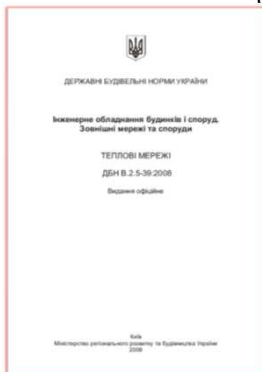 ДЕРЖАВНІ БУДІВЕЛЬНІ НОРМИ УКРАЇНИ
Інженерне обладнання будинків і споруд.
Зовнішні мережі та споруди
ТЕПЛОВІ МЕРЕЖІ
ДБН В.2.5-39:2008
Видання офіційне
Київ
Міністерство регіонального розвитку та будівництва України
2009